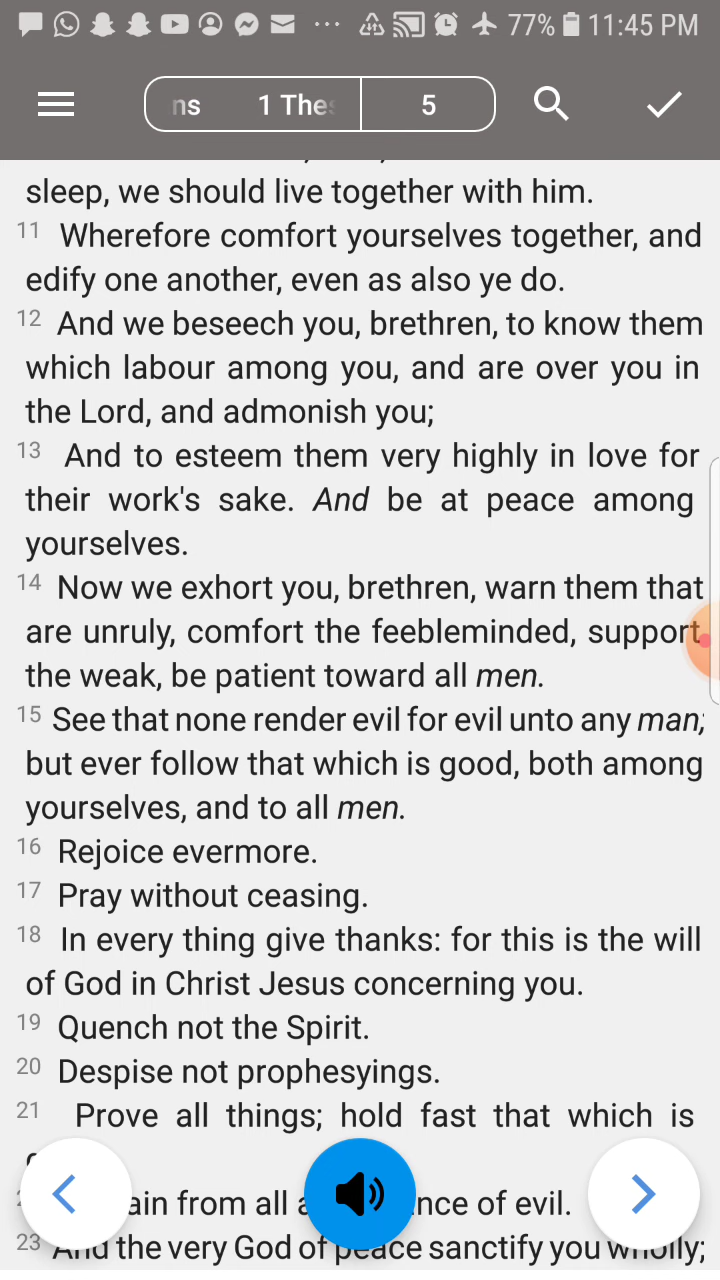 77% 11:45 PM
ns 1 Thes 5
sleep, we should live together with him.
11 Wherefore comfort yourselves together, and
edify one another, even as also ye do.
12 And we beseech you, brethren, to know them
which labour among you, and are over you in
the Lord, and admonish you;
13 And to esteem them very highly in love for
their work's sake. And be at peace among
yourselves.
14 Now we exhort you, brethren, warn them that
are unruly, comfort the feebleminded, support
the weak, be patient toward all men.
15 See that none render evil for evil unto any man;
but ever follow that which is good, both among
yourselves, and to all men.
16 Rejoice evermore.
17 Pray without ceasing.
18 In every thing give thanks: for this is the will
of God in Christ Jesus concerning you.
19 Quench not the Spirit.
20 Despise not prophesyings.
21 Prove all things; hold fast that which is
from all of evil.
23 And the very God of peace sanctify you wholly;